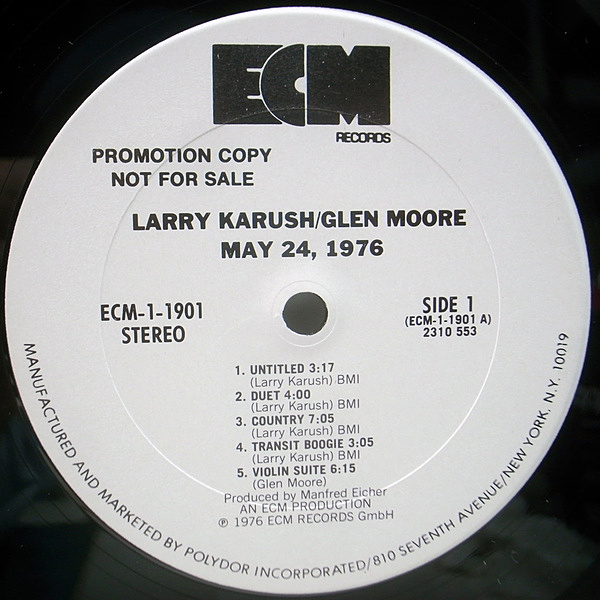 ECM
RECORDS
PROMOTION COPY
NOT FOR SALE
LARRY KARUSH/GLEN MOORE
MAY 24, 1976
ECM-1-1901
STEREO
SIDE 1
(ECM-1-1901 A)
2310 553
1. UNTITLED 3:17
(Larry Karush) BMI
2. DUET 4:00
(Larry Karush) BMI
3. COUNTRY 7:05
(Larry Karush) BMI
4. TRANSIT BOOGIE 3:05
(Larry Karush) BMI
5. VIOLIN SUITE 6:15
(Glen Moore)
Produced by Manfred Eicher
AN ECM PRODUCTION
℗ 1976 ECM RECORDS GmbH
MANUFACTURED AND MARKETED BY POLYDOR INCORPORATED/810 SEVENTH AVENUE/NEW YORK, N.Y. 10019